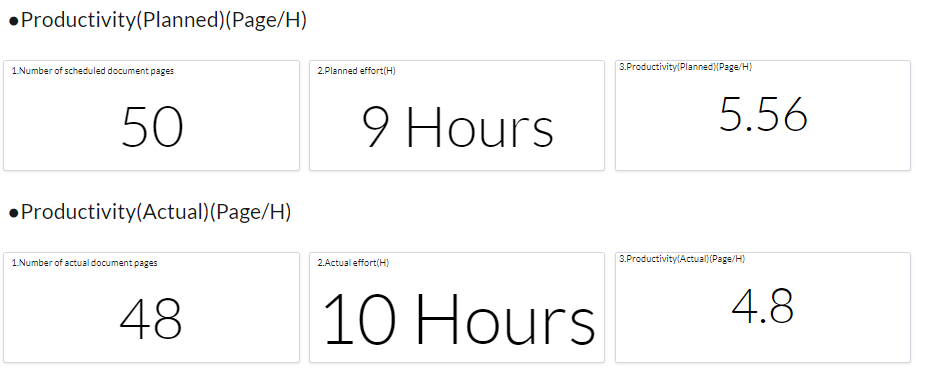 ●Productivity(Planned)(Page/H)
1.Number of scheduled document pages
50
2.Planned effort(H)
9 Hours
3.Productivity(Planned)(Page/H)
5.56
●Productivity(Actual)(Page/H)
1.Number of actual document pages
48
2.Actual effort(H)
10 Hours
3.Productivity(Actual)(Page/H)
4.8